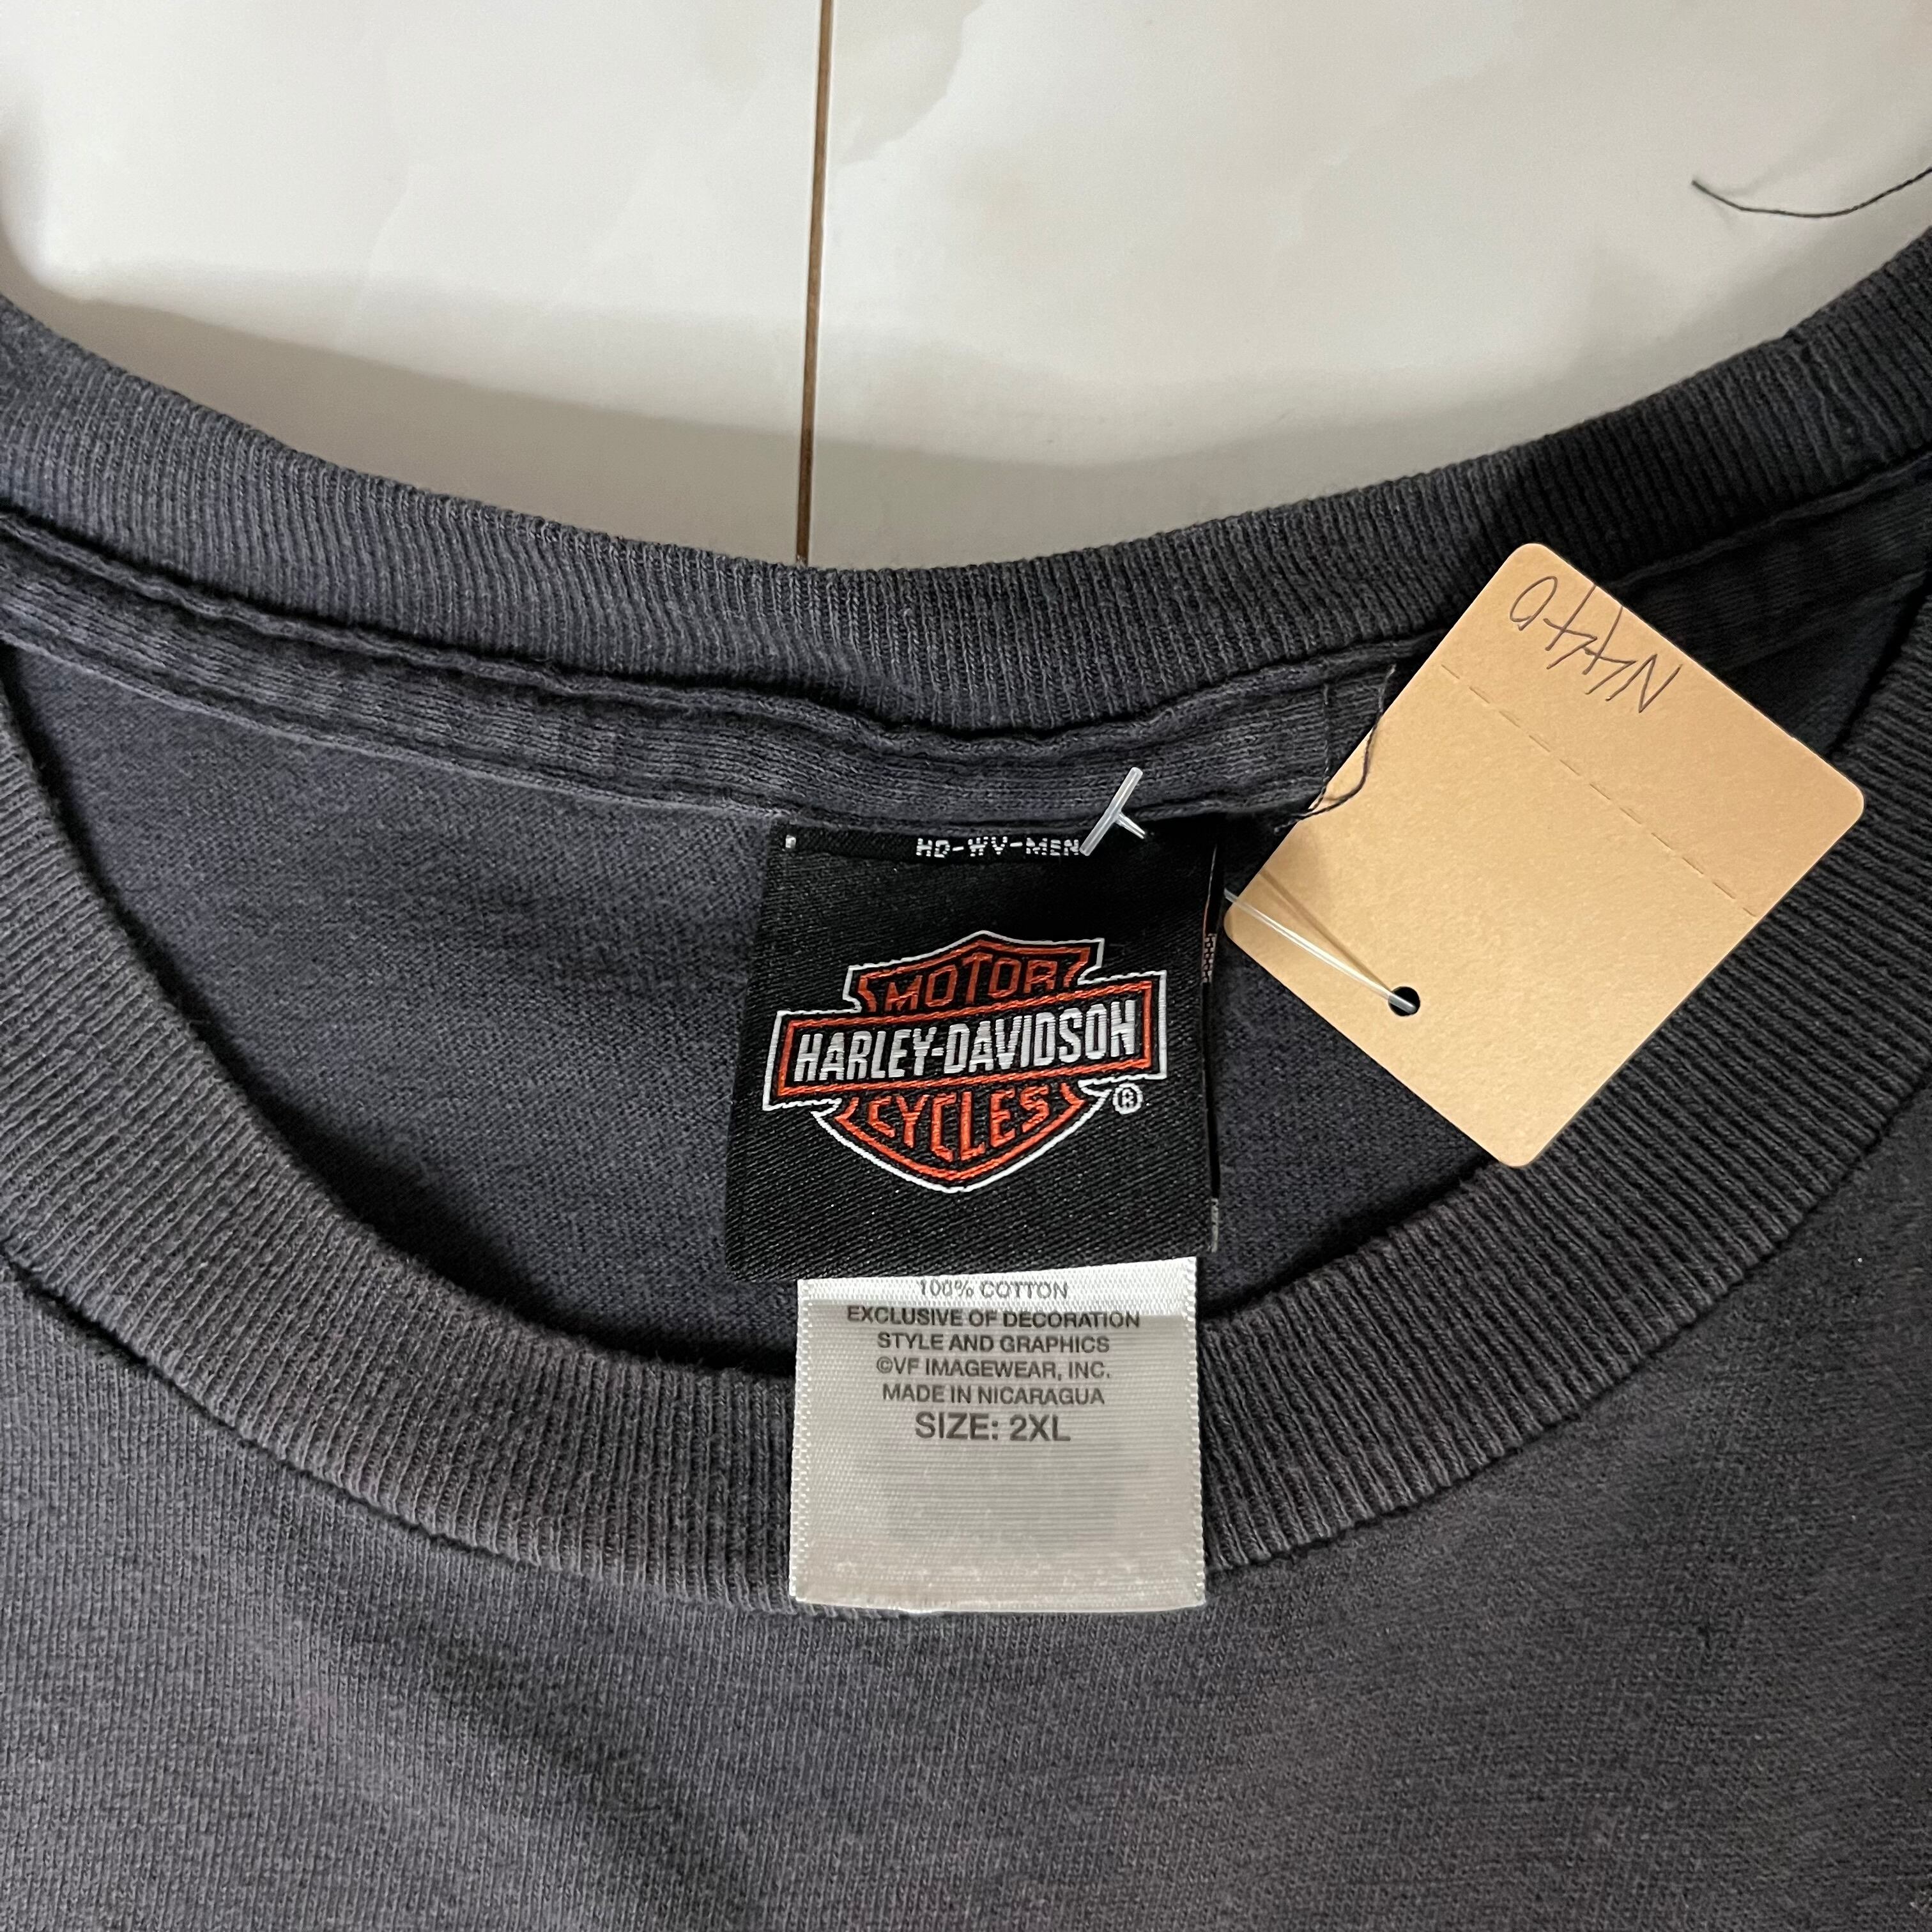 HD-WV-MEN
MOTOR
HARLEY-DAVIDSON
CYCLES
®
100% COTTON
EXCLUSIVE OF DECORATION
STYLE AND GRAPHICS
©VF IMAGEWEAR, INC.
MADE IN NICARAGUA
SIZE: 2XL